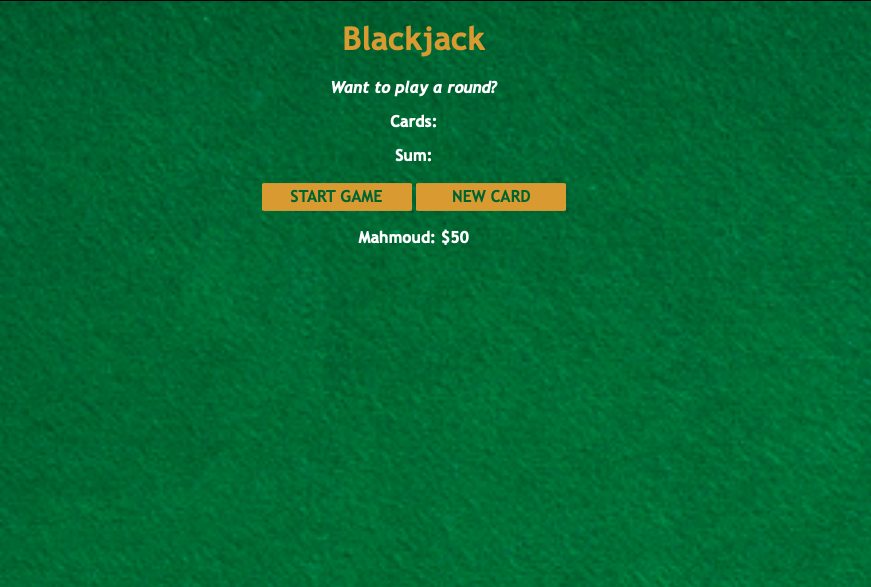 Blackjack
Want to play a round?
Cards:
Sum:
START GAME NEW CARD
Mahmoud: $50